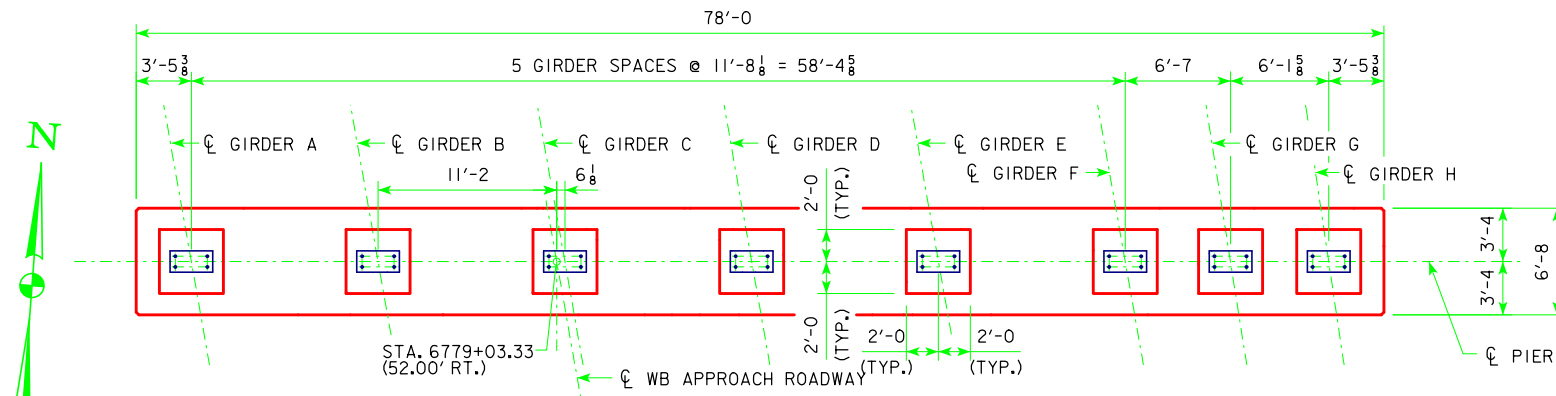 78'-0
3'-5 3/8
5 GIRDER SPACES @ 11'-8 1/8 = 58'-4 5/8
6'-7
6'-1 5/8
3'-5 3/8
N
℄ GIRDER A
℄ GIRDER B
℄ GIRDER C
℄ GIRDER D
℄ GIRDER E
℄ GIRDER F
℄ GIRDER G
℄ GIRDER H
11'-2
6 1/8
2'-0
(TYP.)
3'-4
3'-4
6'-8
2'-0
(TYP.)
2'-0
(TYP.)
2'-0
(TYP.)
STA. 6779+03.33
(52.00' RT.)
℄ WB APPROACH ROADWAY
℄ PIER